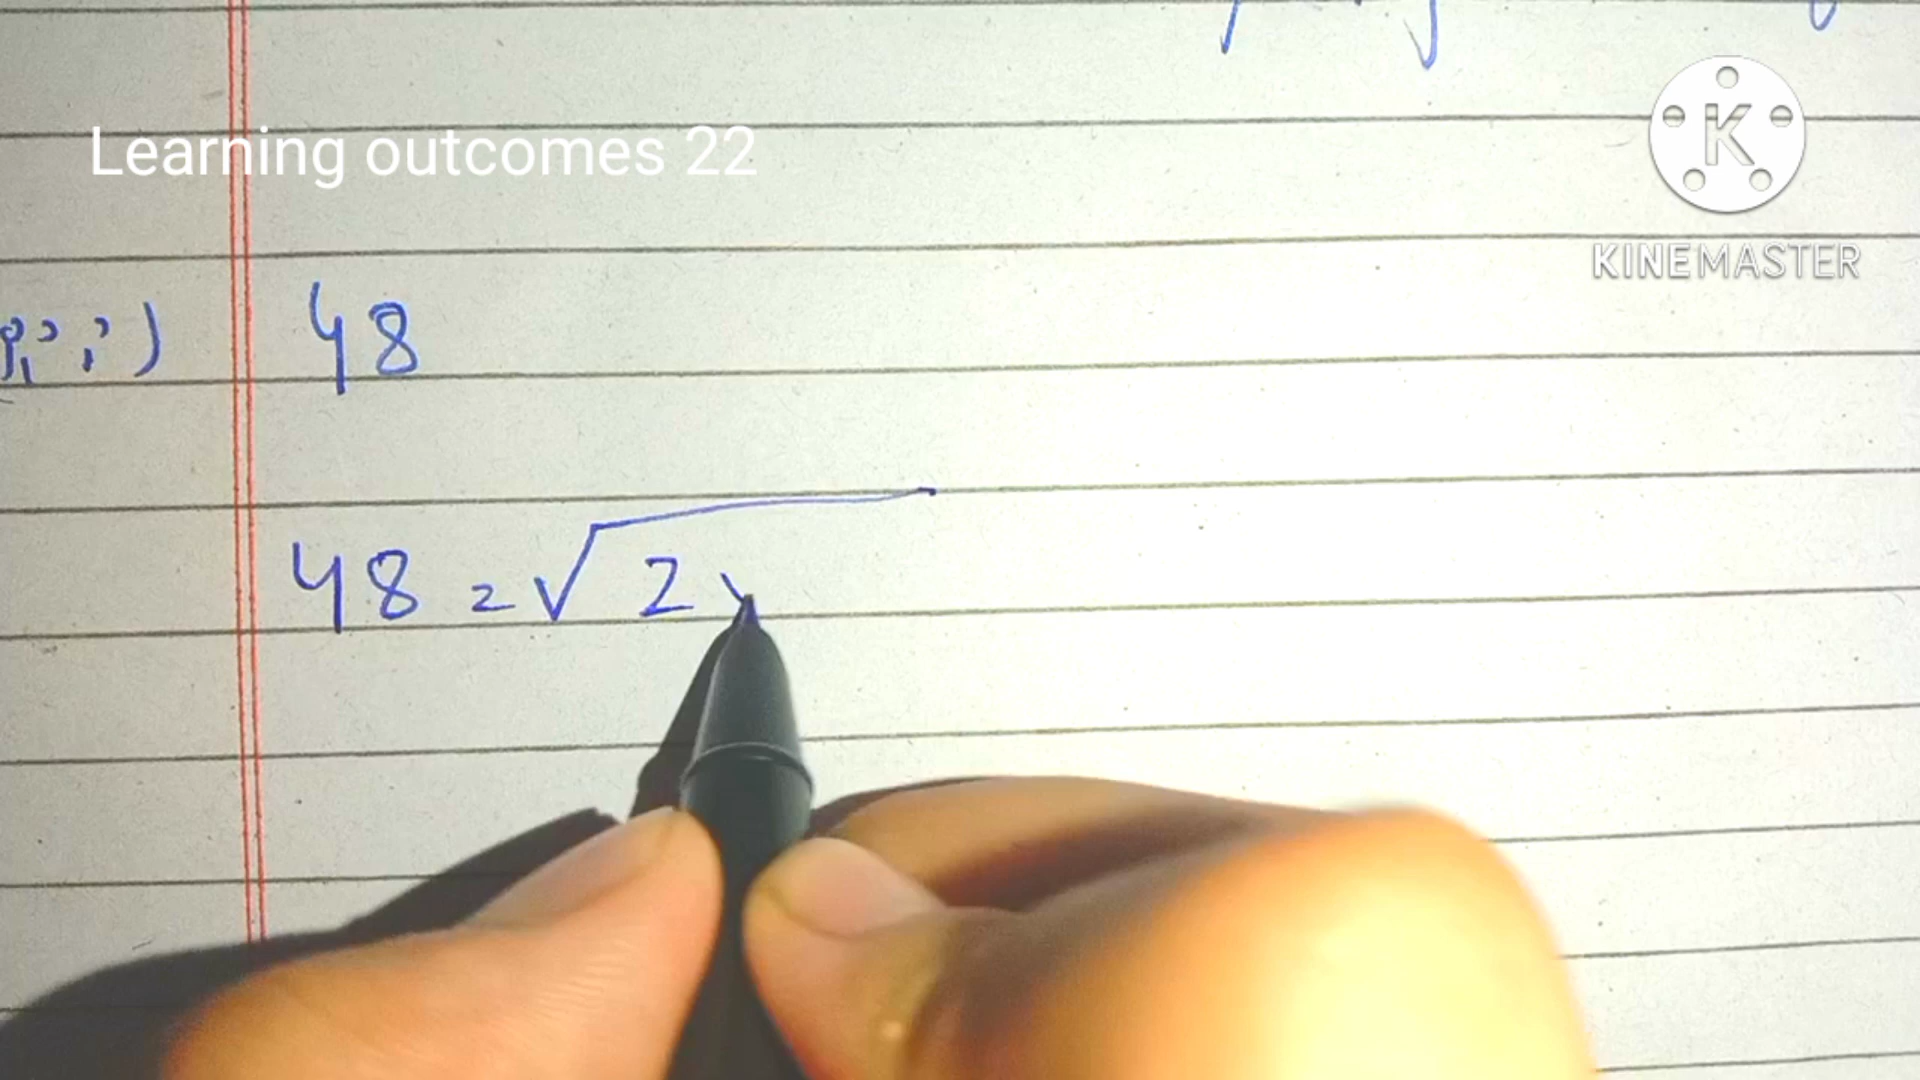 Learning outcomes 22
K
KINEMASTER
48
48 = √2 ×